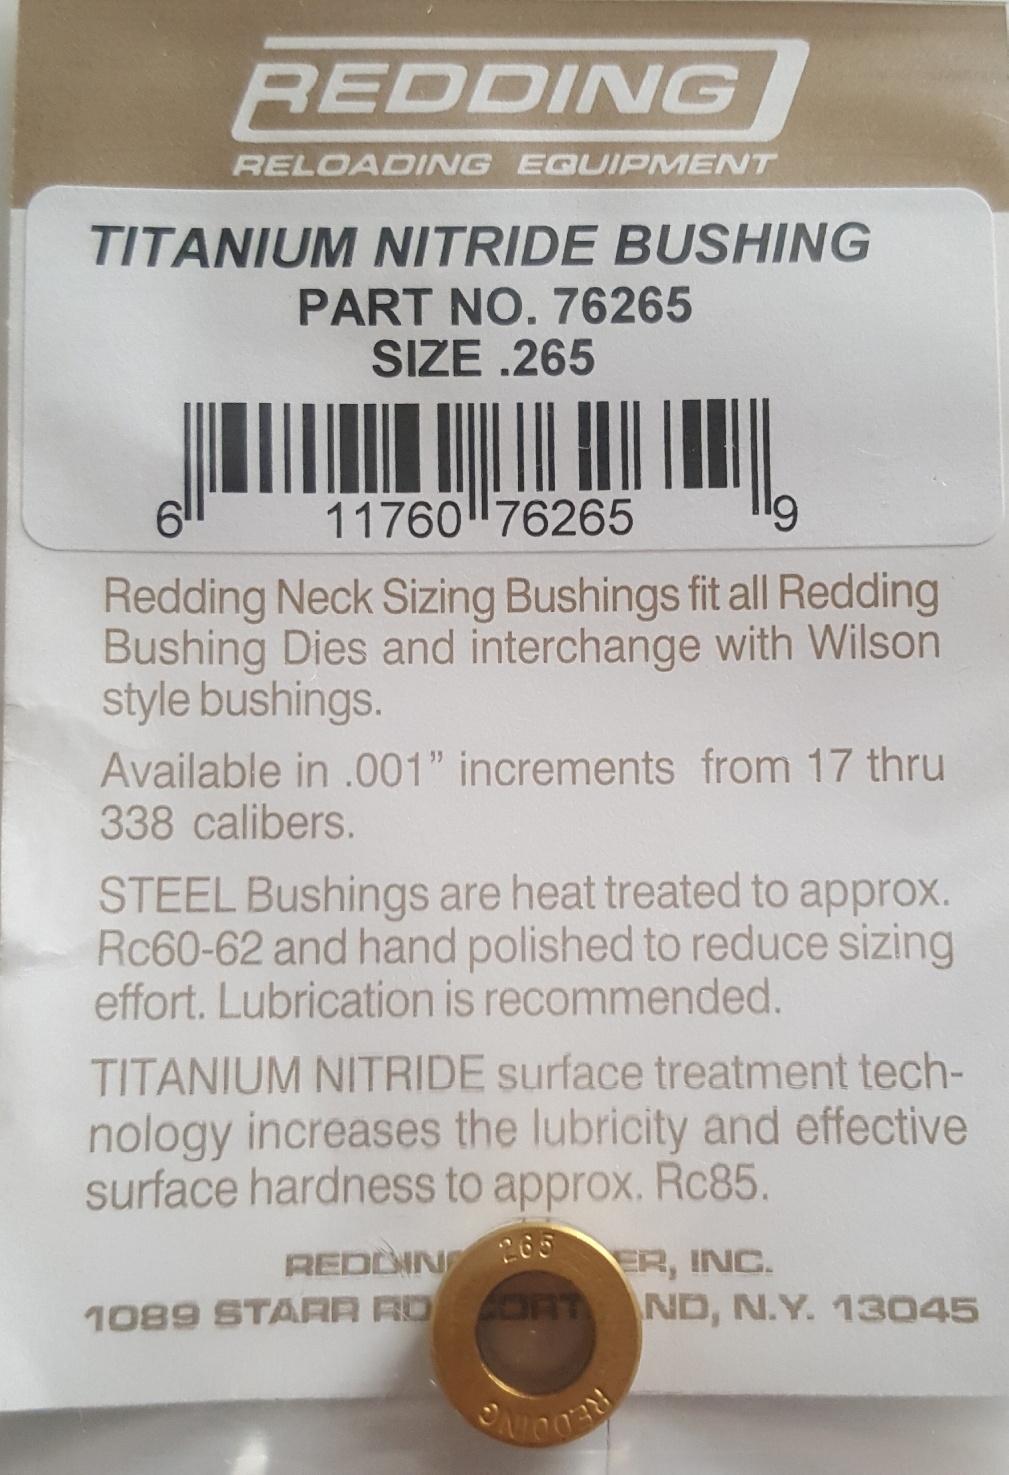 REDDING
RELOADING EQUIPMENT
TITANIUM NITRIDE BUSHING
PART NO. 76265
SIZE .265
6 11760 76265 9
Redding Neck Sizing Bushings fit all Redding
Bushing Dies and interchange with Wilson
style bushings.
Available in .001” increments from 17 thru
338 calibers.
STEEL Bushings are heat treated to approx.
Rc60-62 and hand polished to reduce sizing
effort. Lubrication is recommended.
TITANIUM NITRIDE surface treatment tech-
nology increases the lubricity and effective
surface hardness to approx. Rc85.
265
INC.
1089 STARR RD N.Y. 13045
REDDING